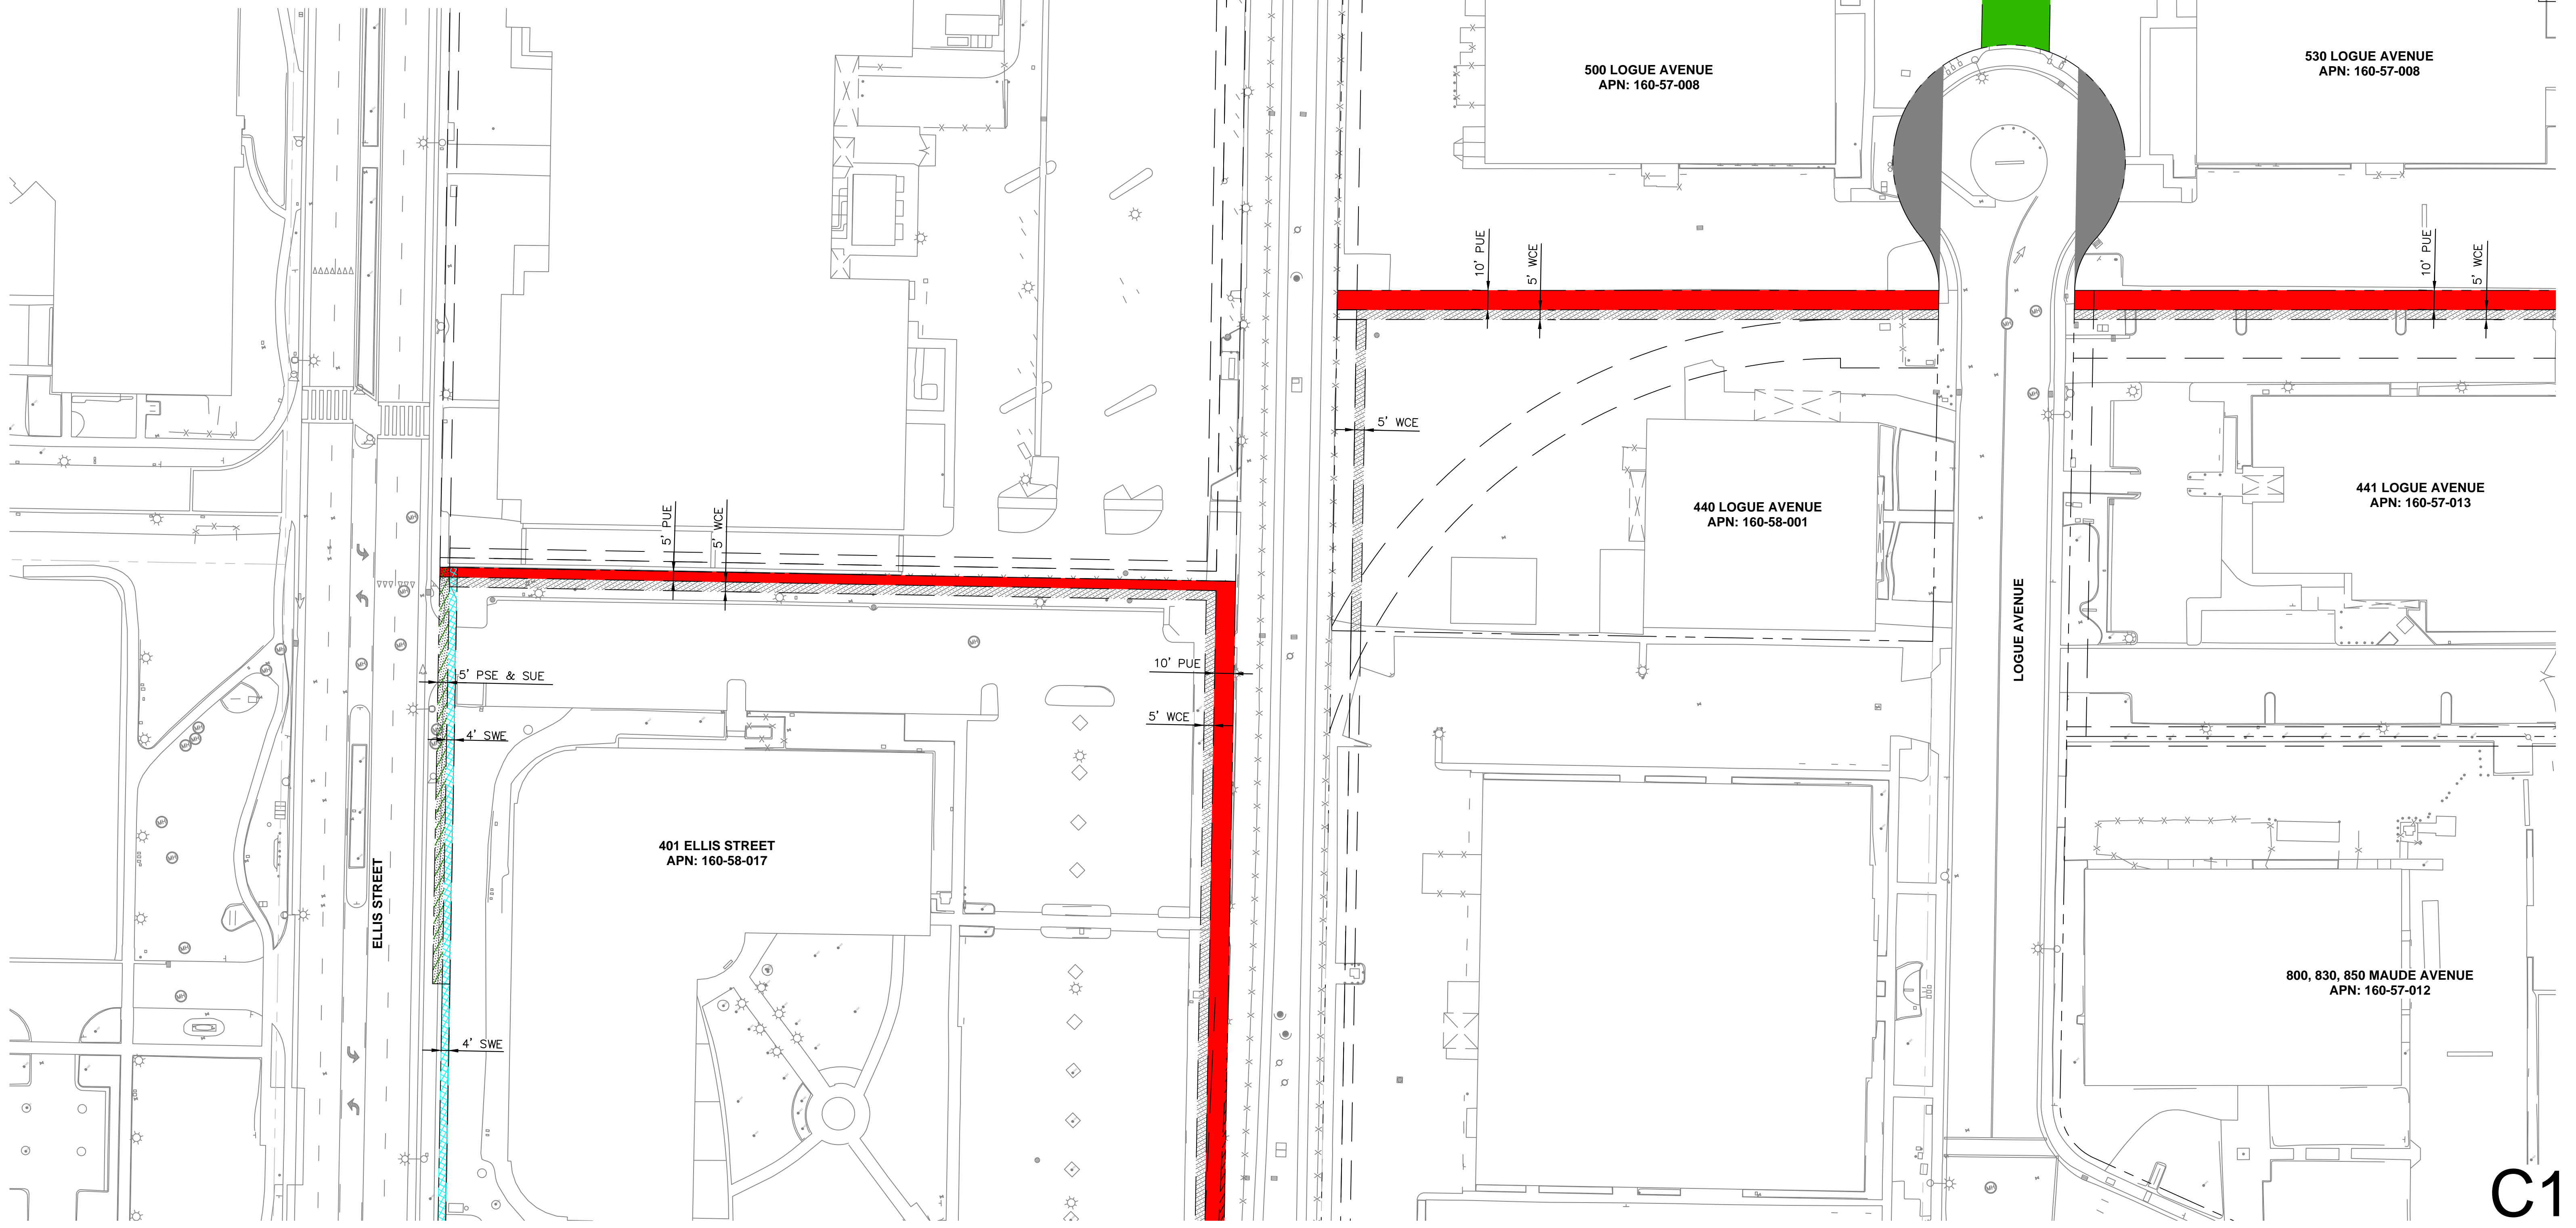 500 LOGUE AVENUE
APN: 160-57-008
530 LOGUE AVENUE
APN: 160-57-008
10' PUE
5' WCE
10' PUE
5' WCE
5' WCE
440 LOGUE AVENUE
APN: 160-58-001
441 LOGUE AVENUE
APN: 160-57-013
5' PUE
5' WCE
LOGUE AVENUE
5' PSE & SUE
10' PUE
5' WCE
4' SWE
401 ELLIS STREET
APN: 160-58-017
ELLIS STREET
800, 830, 850 MAUDE AVENUE
APN: 160-57-012
4' SWE
C1